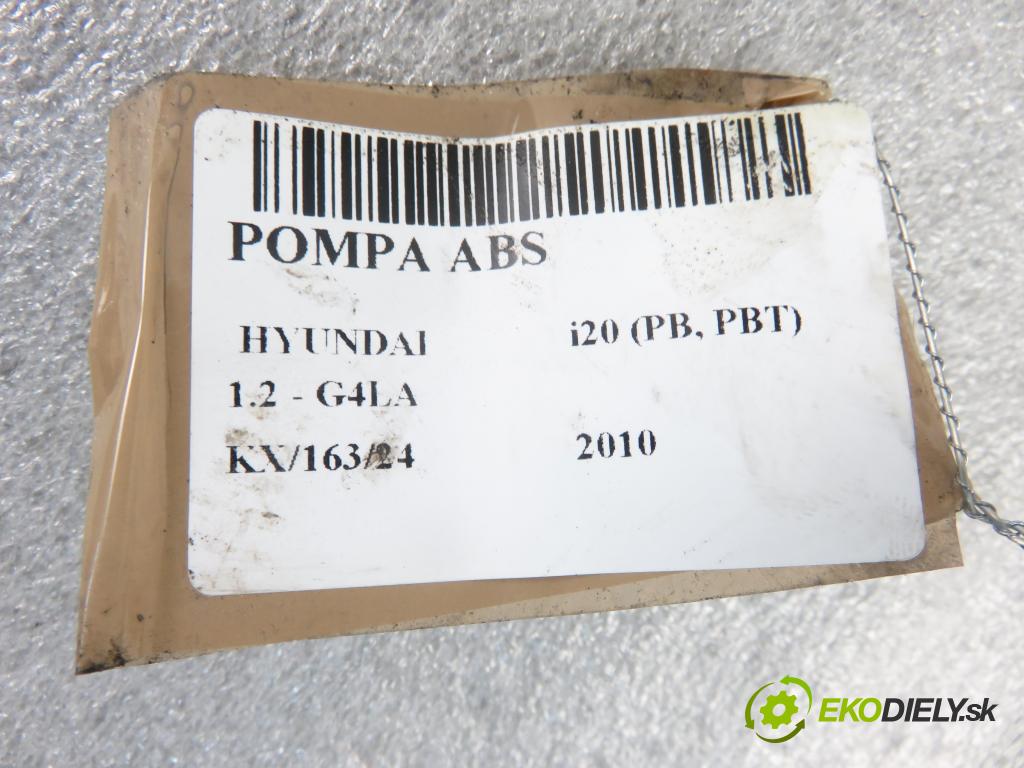 POMPA ABS
HYUNDAI i20 (PB, PBT)
1.2 - G4LA
KX/163/24 2010
EKODIELY.sk